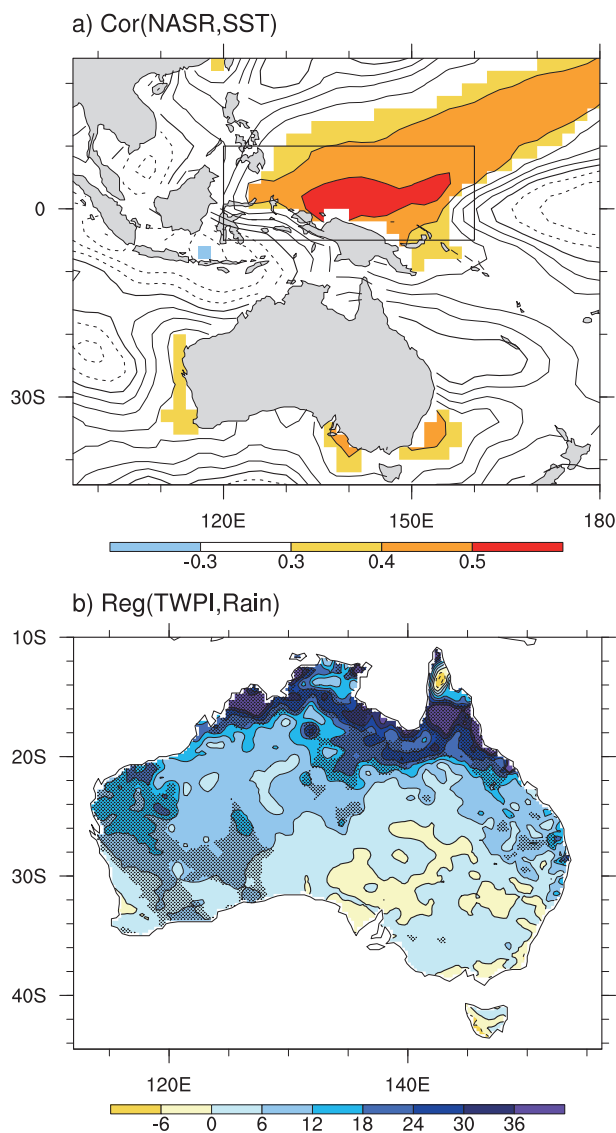 a) Cor(NASR,SST)
0
30S
120E 150E 180
-0.3 0.3 0.4 0.5
b) Reg(TWPI,Rain)
10S
20S
30S
40S
120E 140E
-6 0 6 12 18 24 30 36